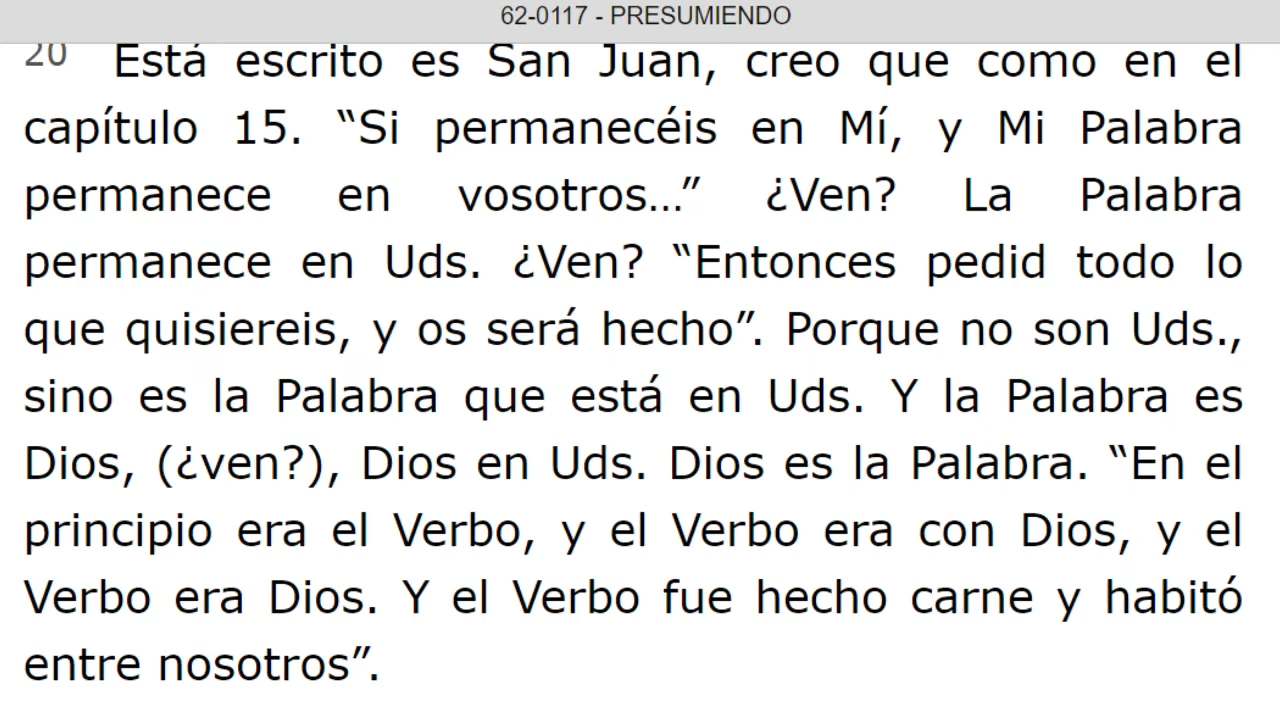 62-0117 - PRESUMIENDO
20 Está escrito es San Juan, creo que como en el
capítulo 15. “Si permanecéis en Mí, y Mi Palabra
permanece en vosotros…” ¿Ven? La Palabra
permanece en Uds. ¿Ven? “Entonces pedid todo lo
que quisiereis, y os será hecho”. Porque no son Uds.,
sino es la Palabra que está en Uds. Y la Palabra es
Dios, (¿ven?), Dios en Uds. Dios es la Palabra. “En el
principio era el Verbo, y el Verbo era con Dios, y el
Verbo era Dios. Y el Verbo fue hecho carne y habitó
entre nosotros”.